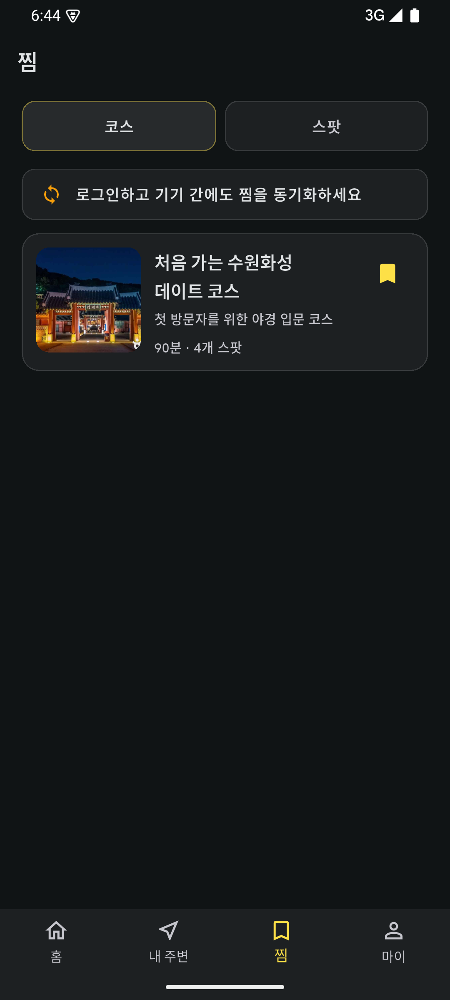 6:44
3G
찜
코스
스팟
로그인하고 기기 간에도 찜을 동기화하세요
처음 가는 수원화성
데이트 코스
첫 방문자를 위한 야경 입문 코스
90분 · 4개 스팟
홈
내 주변
찜
마이